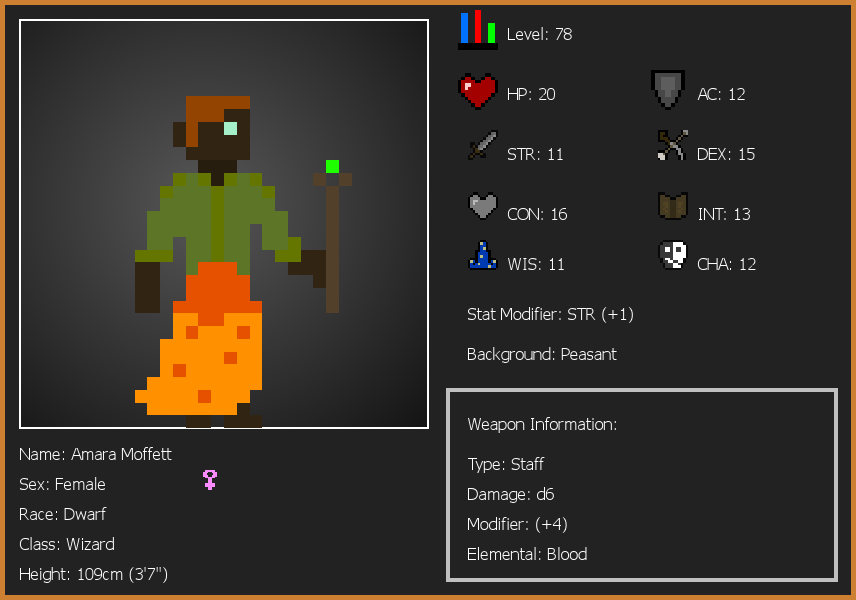 Level: 78
HP: 20
AC: 12
STR: 11
DEX: 15
CON: 16
INT: 13
WIS: 11
CHA: 12
Stat Modifier: STR (+1)
Background: Peasant
Weapon Information:
Type: Staff
Damage: d6
Modifier: (+4)
Elemental: Blood
Name: Amara Moffett
Sex: Female
Race: Dwarf
Class: Wizard
Height: 109cm (3'7")